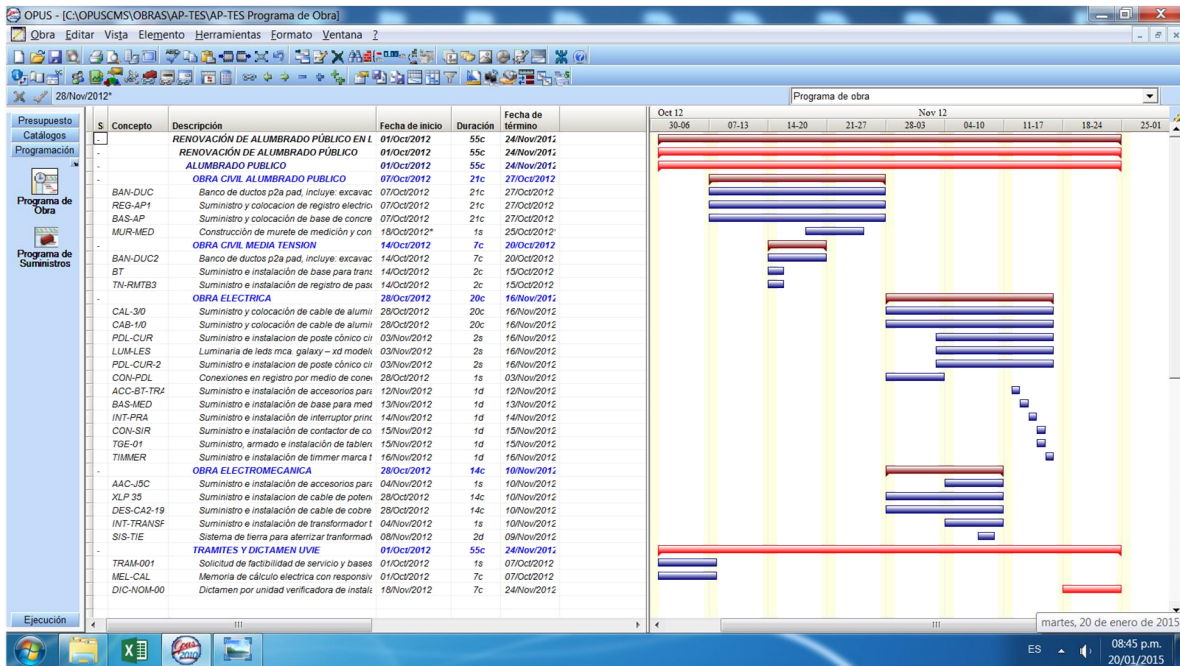 OPUS - [C:\OPUSCMS\OBRAS\AP-TES\AP-TES Programa de Obra]
Obra Editar Vista Elemento Herramientas Formato Ventana ?
28/Nov/2012* Programa de obra
Presupuesto
Catálogos
Programación
Programa de Obra
Programa de Suministros
Ejecución
S Concepto Descripción Fecha de inicio Duración Fecha de término
- RENOVACIÓN DE ALUMBRADO PÚBLICO EN L 01/Oct/2012 55c 24/Nov/2012
- RENOVACIÓN DE ALUMBRADO PÚBLICO 01/Oct/2012 55c 24/Nov/2012
- ALUMBRADO PUBLICO 01/Oct/2012 55c 24/Nov/2012
- OBRA CIVIL ALUMBRADO PUBLICO 07/Oct/2012 21c 27/Oct/2012
BAN-DUC Banco de ductos p2a pad, incluye: excavac 07/Oct/2012 21c 27/Oct/2012
REG-AP1 Suministro y colocacion de registro electric 07/Oct/2012 21c 27/Oct/2012
BAS-AP Suministro y colocación de base de concre 07/Oct/2012 21c 27/Oct/2012
MUR-MED Construcción de murete de medición y con 18/Oct/2012* 1s 25/Oct/2012*
- OBRA CIVIL MEDIA TENSION 14/Oct/2012 7c 20/Oct/2012
BAN-DUC2 Banco de ductos p2a pad, incluye: excavac 14/Oct/2012 7c 20/Oct/2012
BT Suministro e instalación de base para trans 14/Oct/2012 2c 15/Oct/2012
TN-RMTB3 Suministro e instalación de registro de paso 14/Oct/2012 2c 15/Oct/2012
- OBRA ELECTRICA 28/Oct/2012 20c 16/Nov/2012
CAL-3/0 Suministro y colocación de cable de alumin 28/Oct/2012 20c 16/Nov/2012
CAB-1/0 Suministro y colocación de cable de alumin 28/Oct/2012 20c 16/Nov/2012
PDL-CUR Suministro e instalacion de poste cónico cir 03/Nov/2012 2s 16/Nov/2012
LUM-LES Luminaria de leds mca. galaxy – xd modelo 03/Nov/2012 2s 16/Nov/2012
PDL-CUR-2 Suministro e instalacion de poste cónico cir 03/Nov/2012 2s 16/Nov/2012
CON-PDL Conexiones en registro por medio de cone 28/Oct/2012 1s 03/Nov/2012
ACC-BT-TRA Suministro e instalación de accesorios para 12/Nov/2012 1d 12/Nov/2012
BAS-MED Suministro e instalación de base para med 13/Nov/2012 1d 13/Nov/2012
INT-PRA Suministro e instalación de interruptor princ 14/Nov/2012 1d 14/Nov/2012
CON-SIR Suministro e instalación de contactor de co 15/Nov/2012 1d 15/Nov/2012
TGE-01 Suministro, armado e instalación de tablero 15/Nov/2012 1d 15/Nov/2012
TIMMER Suministro e instalación de timmer marca t 16/Nov/2012 1d 16/Nov/2012
- OBRA ELECTROMECANICA 28/Oct/2012 14c 10/Nov/2012
AAC-J5C Suministro e instalacion de accesorios para 04/Nov/2012 1s 10/Nov/2012
XLP 35 Suministro e instalacion de cable de poten 28/Oct/2012 14c 10/Nov/2012
DES-CA2-19 Suministro e instalación de cable de cobre 28/Oct/2012 14c 10/Nov/2012
INT-TRANSF Suministro e instalación de transformador t 04/Nov/2012 1s 10/Nov/2012
SIS-TIE Sistema de tierra para aterrizar tranformad 08/Nov/2012 2d 09/Nov/2012
- TRAMITES Y DICTAMEN UVIE 01/Oct/2012 55c 24/Nov/2012
TRAM-001 Solicitud de factibilidad de servicio y bases 01/Oct/2012 1s 07/Oct/2012
MEL-CAL Memoria de cálculo electrica con responsiv 01/Oct/2012 7c 07/Oct/2012
DIC-NOM-00 Dictamen por unidad verificadora de instala 18/Nov/2012 7c 24/Nov/2012
Oct 12 Nov 12
30-06 07-13 14-20 21-27 28-03 04-10 11-17 18-24 25-01
martes, 20 de enero de 2015
ES 08:45 p.m.
20/01/2015